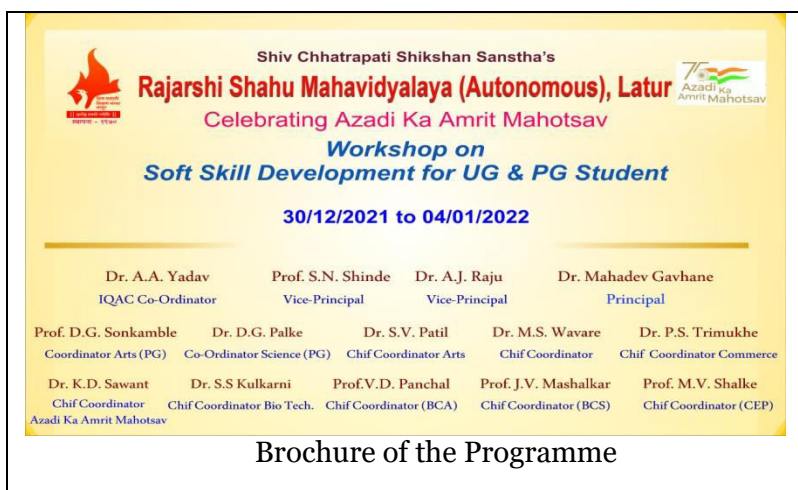 Shiv Chhatrapati Shikshan Sanstha's
Rajarshi Shahu Mahavidyalaya (Autonomous), Latur
75
Azadi Ka
Amrit Mahotsav
Celebrating Azadi Ka Amrit Mahotsav
Workshop on
Soft Skill Development for UG & PG Student
30/12/2021 to 04/01/2022
Dr. A.A. Yadav Prof. S.N. Shinde Dr. A.J. Raju Dr. Mahadev Gavhane
IQAC Co-Ordinator Vice-Principal Vice-Principal Principal
Prof. D.G. Sonkamble Dr. D.G. Palke Dr. S.V. Patil Dr. M.S. Wavare Dr. P.S. Trimukhe
Coordinator Arts (PG) Co-Ordinator Science (PG) Chif Coordinator Arts Chif Coordinator Chif Coordinator Commerce
Dr. K.D. Sawant Dr. S.S Kulkarni Prof.V.D. Panchal Prof. J.V. Mashalkar Prof. M.V. Shalke
Chif Coordinator Chif Coordinator Bio Tech. Chif Coordinator (BCA) Chif Coordinator (BCS) Chif Coordinator (CEP)
Azadi Ka Amrit Mahotsav
Brochure of the Programme